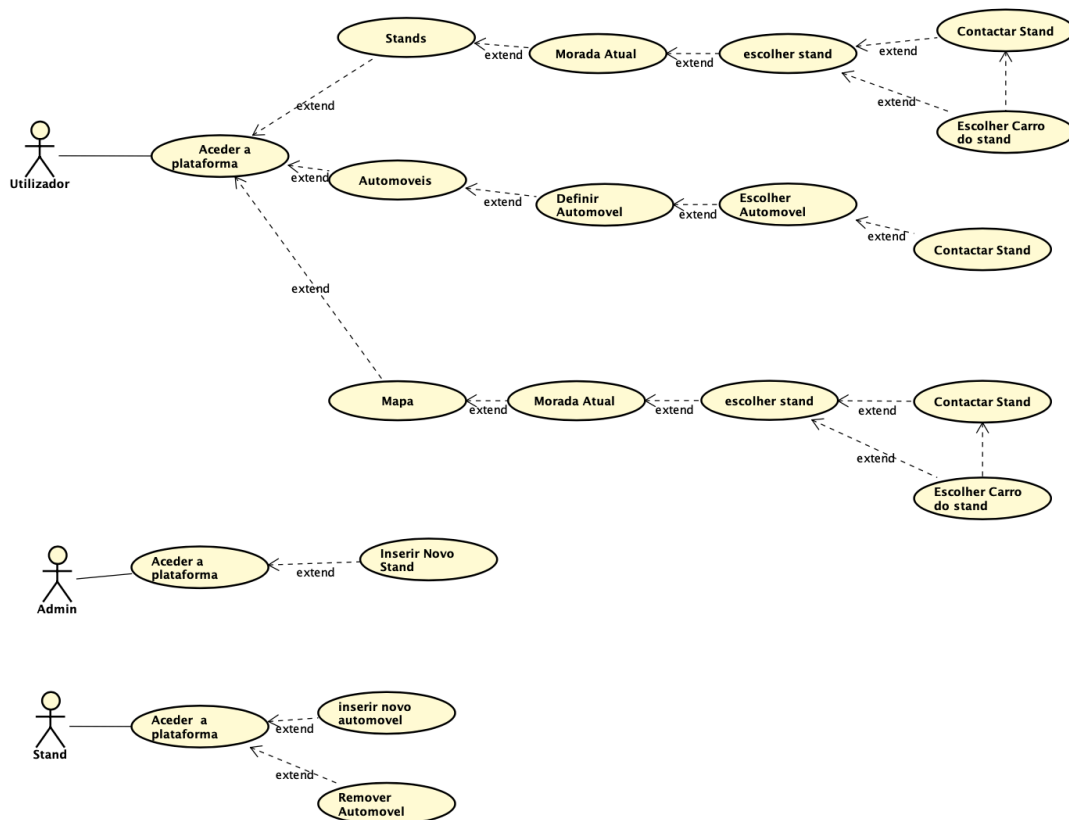 Stands
extend
Morada Atual
extend
escolher stand
extend
Contactar Stand
extend
Escolher Carro
do stand
extend
Utilizador
Aceder a
plataforma
extend
Automoveis
extend
Definir
Automovel
extend
Escolher
Automovel
extend
Contactar Stand
extend
Mapa
extend
Morada Atual
extend
escolher stand
extend
Contactar Stand
extend
Escolher Carro
do stand
Admin
Aceder a
plataforma
extend
Inserir Novo
Stand
Stand
Aceder a
plataforma
extend
inserir novo
automovel
extend
Remover
Automovel